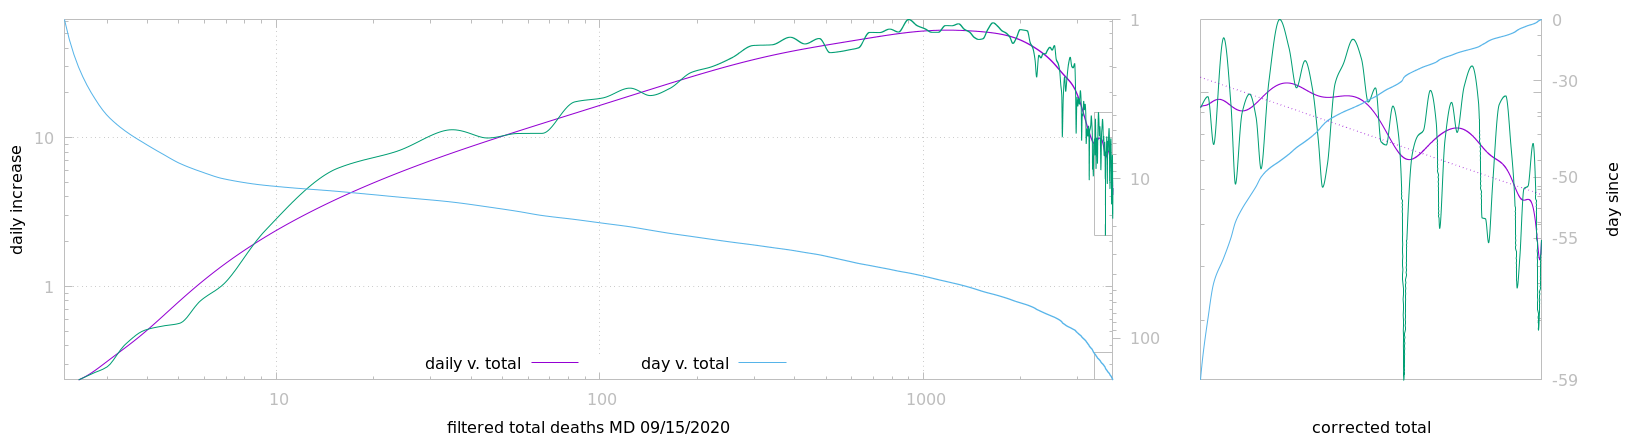 daily increase
10
1
daily v. total
day v. total
10
100
1000
filtered total deaths MD 09/15/2020
1
10
100
0
-30
-50
-55
-59
day since
corrected total